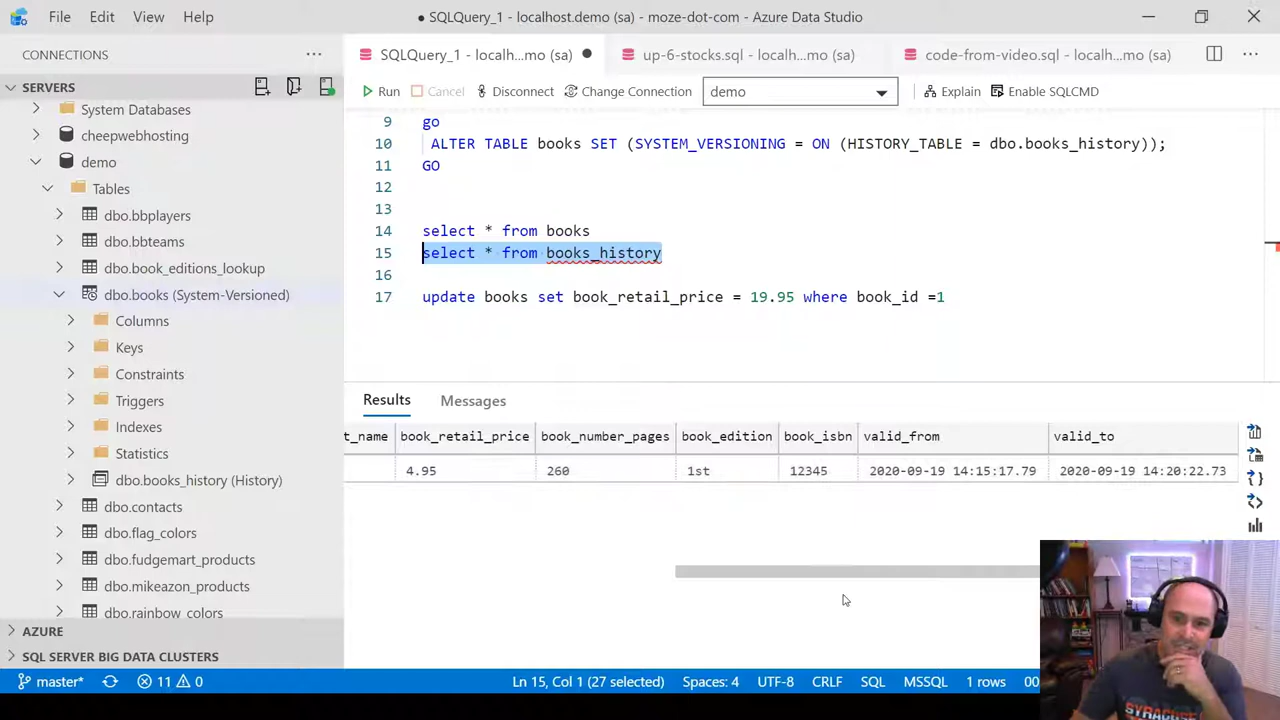 File Edit View Help
● SQLQuery_1 - localhost.demo (sa) - moze-dot-com - Azure Data Studio
CONNECTIONS
SERVERS
System Databases
cheepwebhosting
demo
Tables
dbo.bbplayers
dbo.bbteams
dbo.book_editions_lookup
dbo.books (System-Versioned)
Columns
Keys
Constraints
Triggers
Indexes
Statistics
dbo.books_history (History)
dbo.contacts
dbo.flag_colors
dbo.fudgemart_products
dbo.mikeazon_products
dbo.rainbow_colors
AZURE
SQL SERVER BIG DATA CLUSTERS
SQLQuery_1 - localh...mo (sa) up-6-stocks.sql - localh...mo (sa) code-from-video.sql - localh...mo (sa)
Run Cancel Disconnect Change Connection demo Explain Enable SQLCMD
9 go
10 ALTER TABLE books SET (SYSTEM_VERSIONING = ON (HISTORY_TABLE = dbo.books_history));
11 GO
12
13
14 select * from books
15 select * from books_history
16
17 update books set book_retail_price = 19.95 where book_id =1
Results Messages
t_name book_retail_price book_number_pages book_edition book_isbn valid_from valid_to
4.95 260 1st 12345 2020-09-19 14:15:17.79 2020-09-19 14:20:22.73
master* 11 0 Ln 15, Col 1 (27 selected) Spaces: 4 UTF-8 CRLF SQL MSSQL 1 rows 00
SYRACUSE